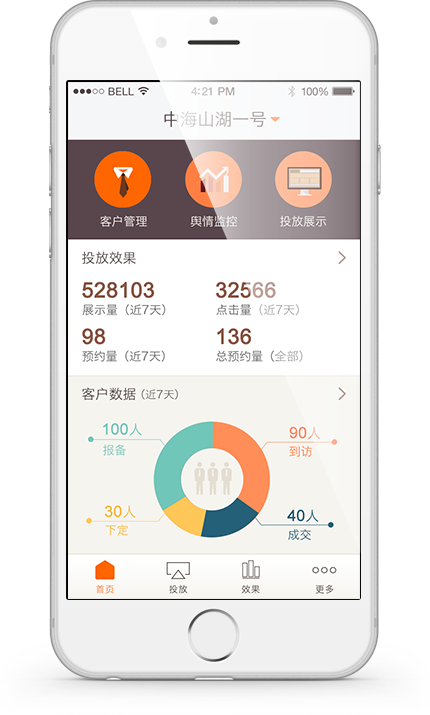 BELL 4:21 PM 100%
中海山湖一号
客户管理 舆情监控 投放展示
投放效果
528103 32566
展示量（近7天） 点击量（近7天）
98 136
预约量（近7天） 总预约量（全部）
客户数据（近7天）
100人 90人
报备 到访
30人 40人
下定 成交
首页 投放 效果 更多